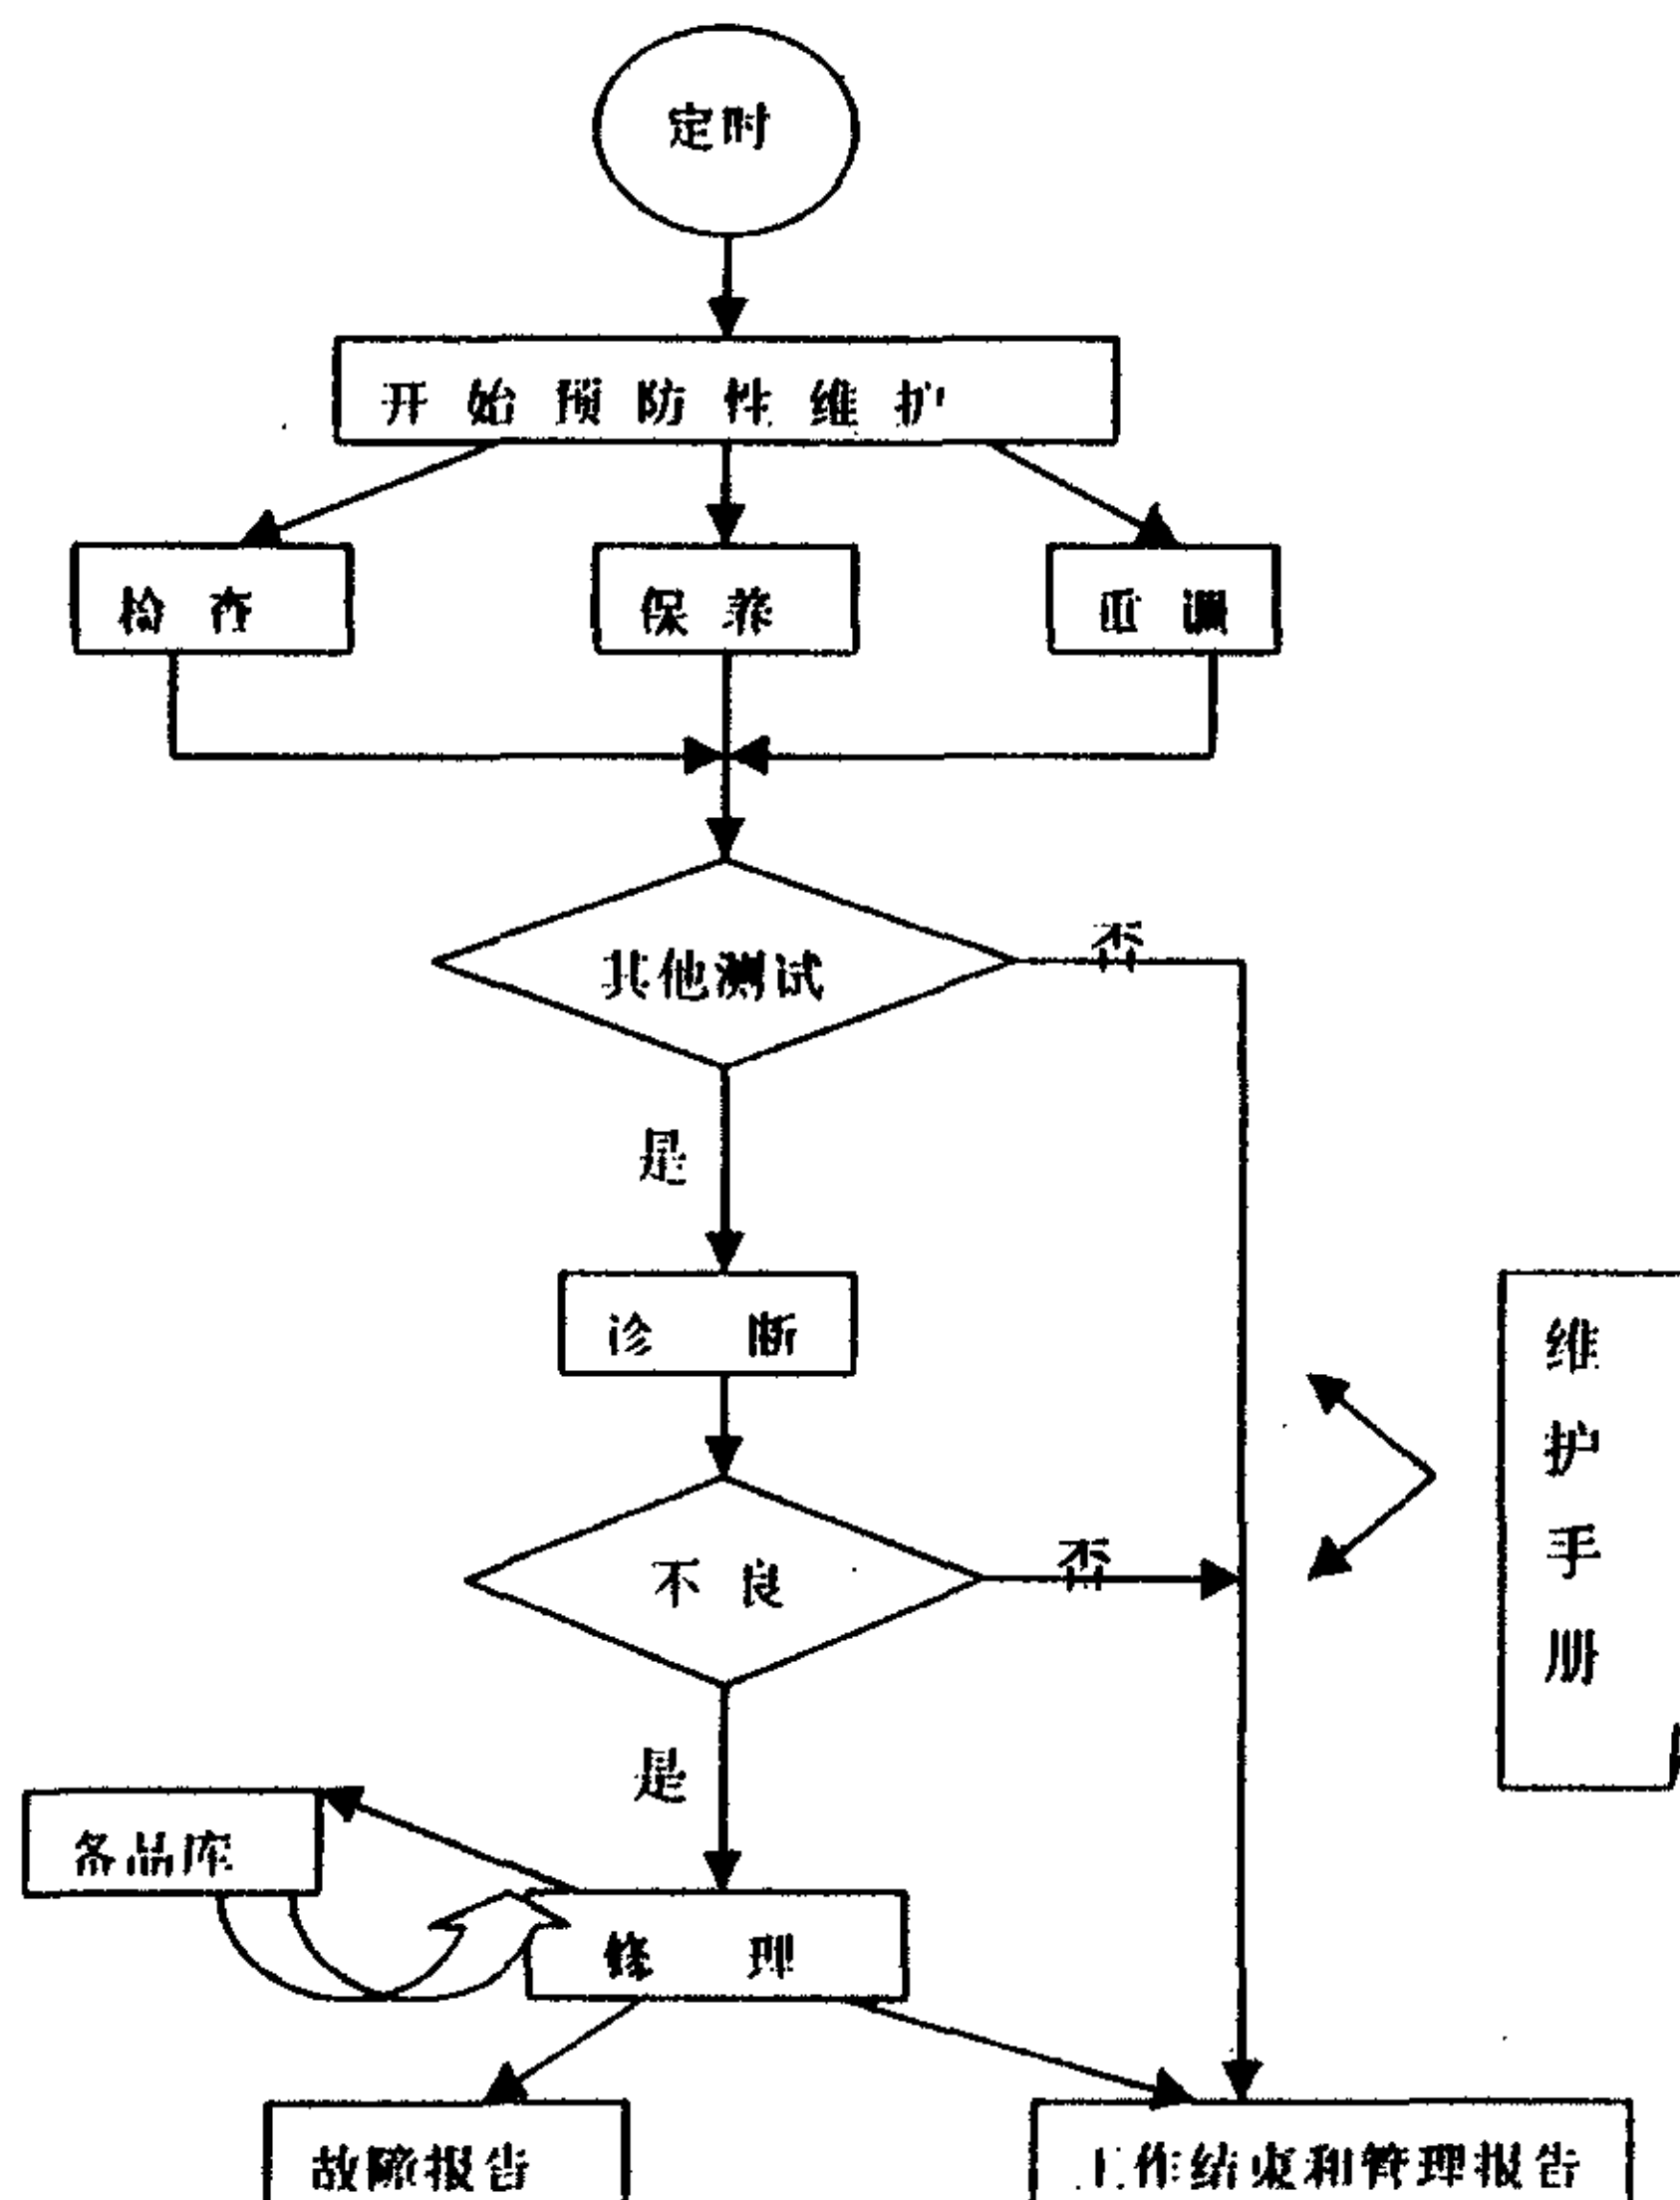 定时
开 始 预 防 性 维 护
检 查
保 养
重 调
其他测试
否
是
诊 断
维
护
手
册
不 良
否
是
备品库
修 理
故障报告
工作结束和管理报告